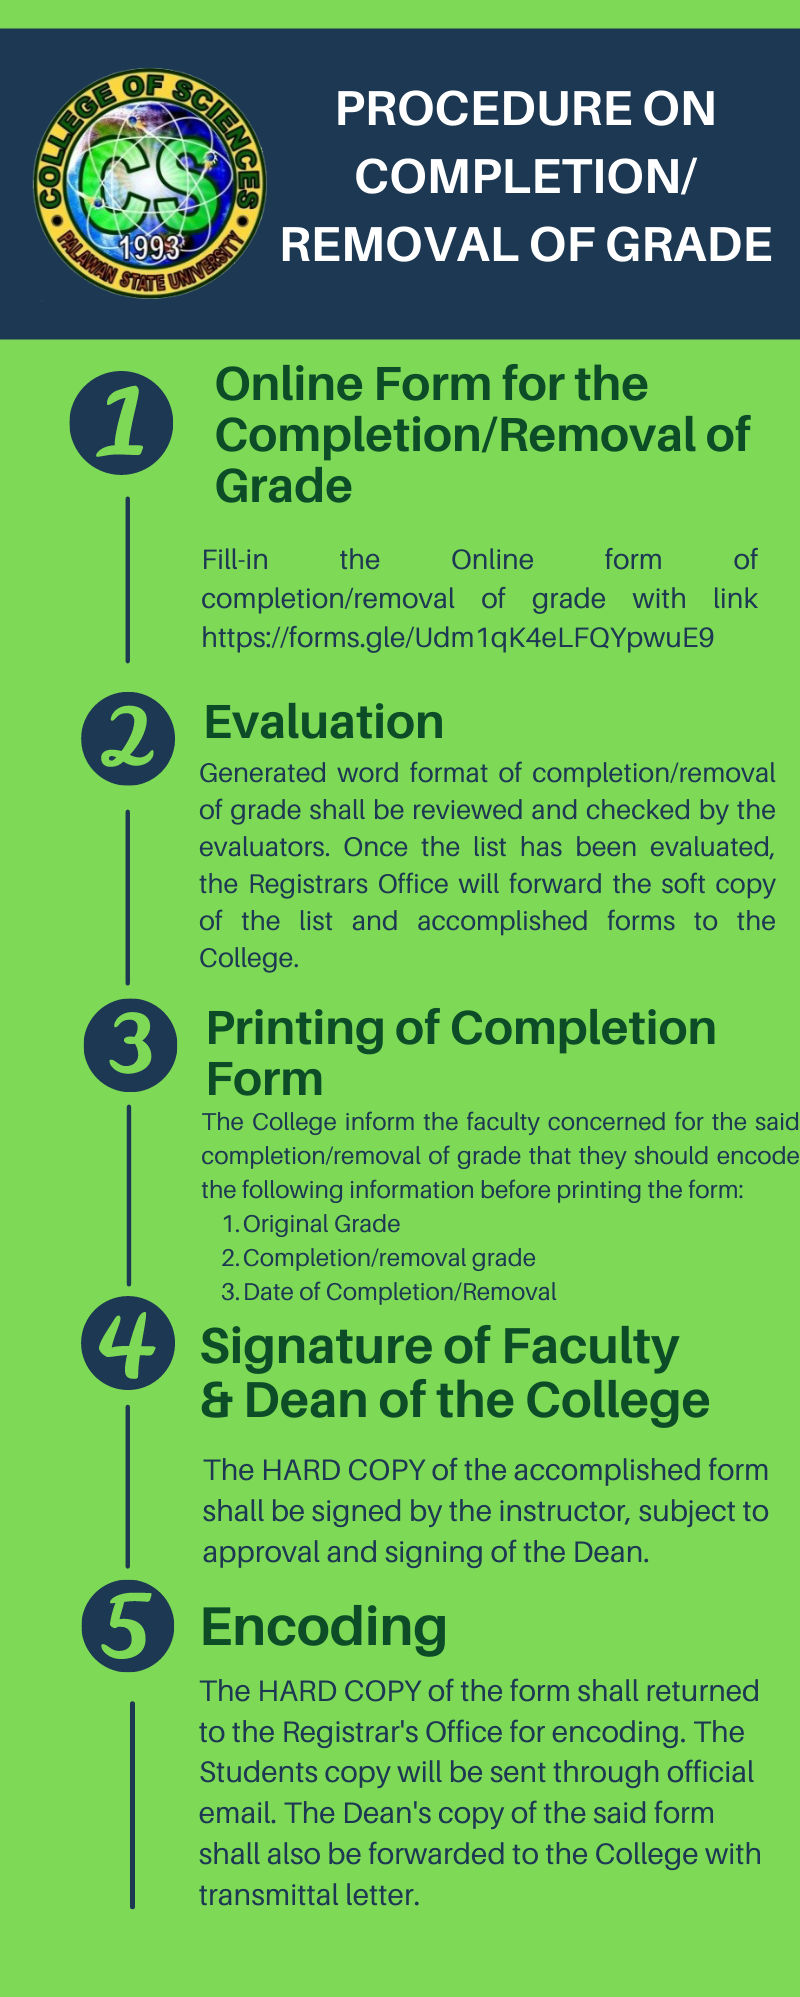 COLLEGE OF SCIENCES
CS
1993
PALAWAN STATE UNIVERSITY
PROCEDURE ON
COMPLETION/
REMOVAL OF GRADE
1
Online Form for the
Completion/Removal of
Grade
Fill-in the Online form of
completion/removal of grade with link
https://forms.gle/Udm1qK4eLFQYpwuE9
2
Evaluation
Generated word format of completion/removal
of grade shall be reviewed and checked by the
evaluators. Once the list has been evaluated,
the Registrars Office will forward the soft copy
of the list and accomplished forms to the
College.
3
Printing of Completion
Form
The College inform the faculty concerned for the said
completion/removal of grade that they should encode
the following information before printing the form:
1. Original Grade
2. Completion/removal grade
3. Date of Completion/Removal
4
Signature of Faculty
& Dean of the College
The HARD COPY of the accomplished form
shall be signed by the instructor, subject to
approval and signing of the Dean.
5
Encoding
The HARD COPY of the form shall returned
to the Registrar's Office for encoding. The
Students copy will be sent through official
email. The Dean's copy of the said form
shall also be forwarded to the College with
transmittal letter.